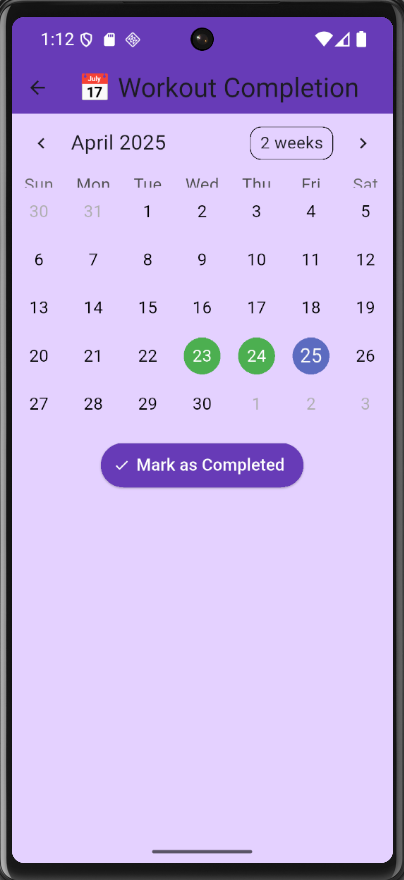 1:12
July 17 Workout Completion
April 2025 2 weeks
Sun Mon Tue Wed Thu Fri Sat
30 31 1 2 3 4 5
6 7 8 9 10 11 12
13 14 15 16 17 18 19
20 21 22 23 24 25 26
27 28 29 30 1 2 3
Mark as Completed